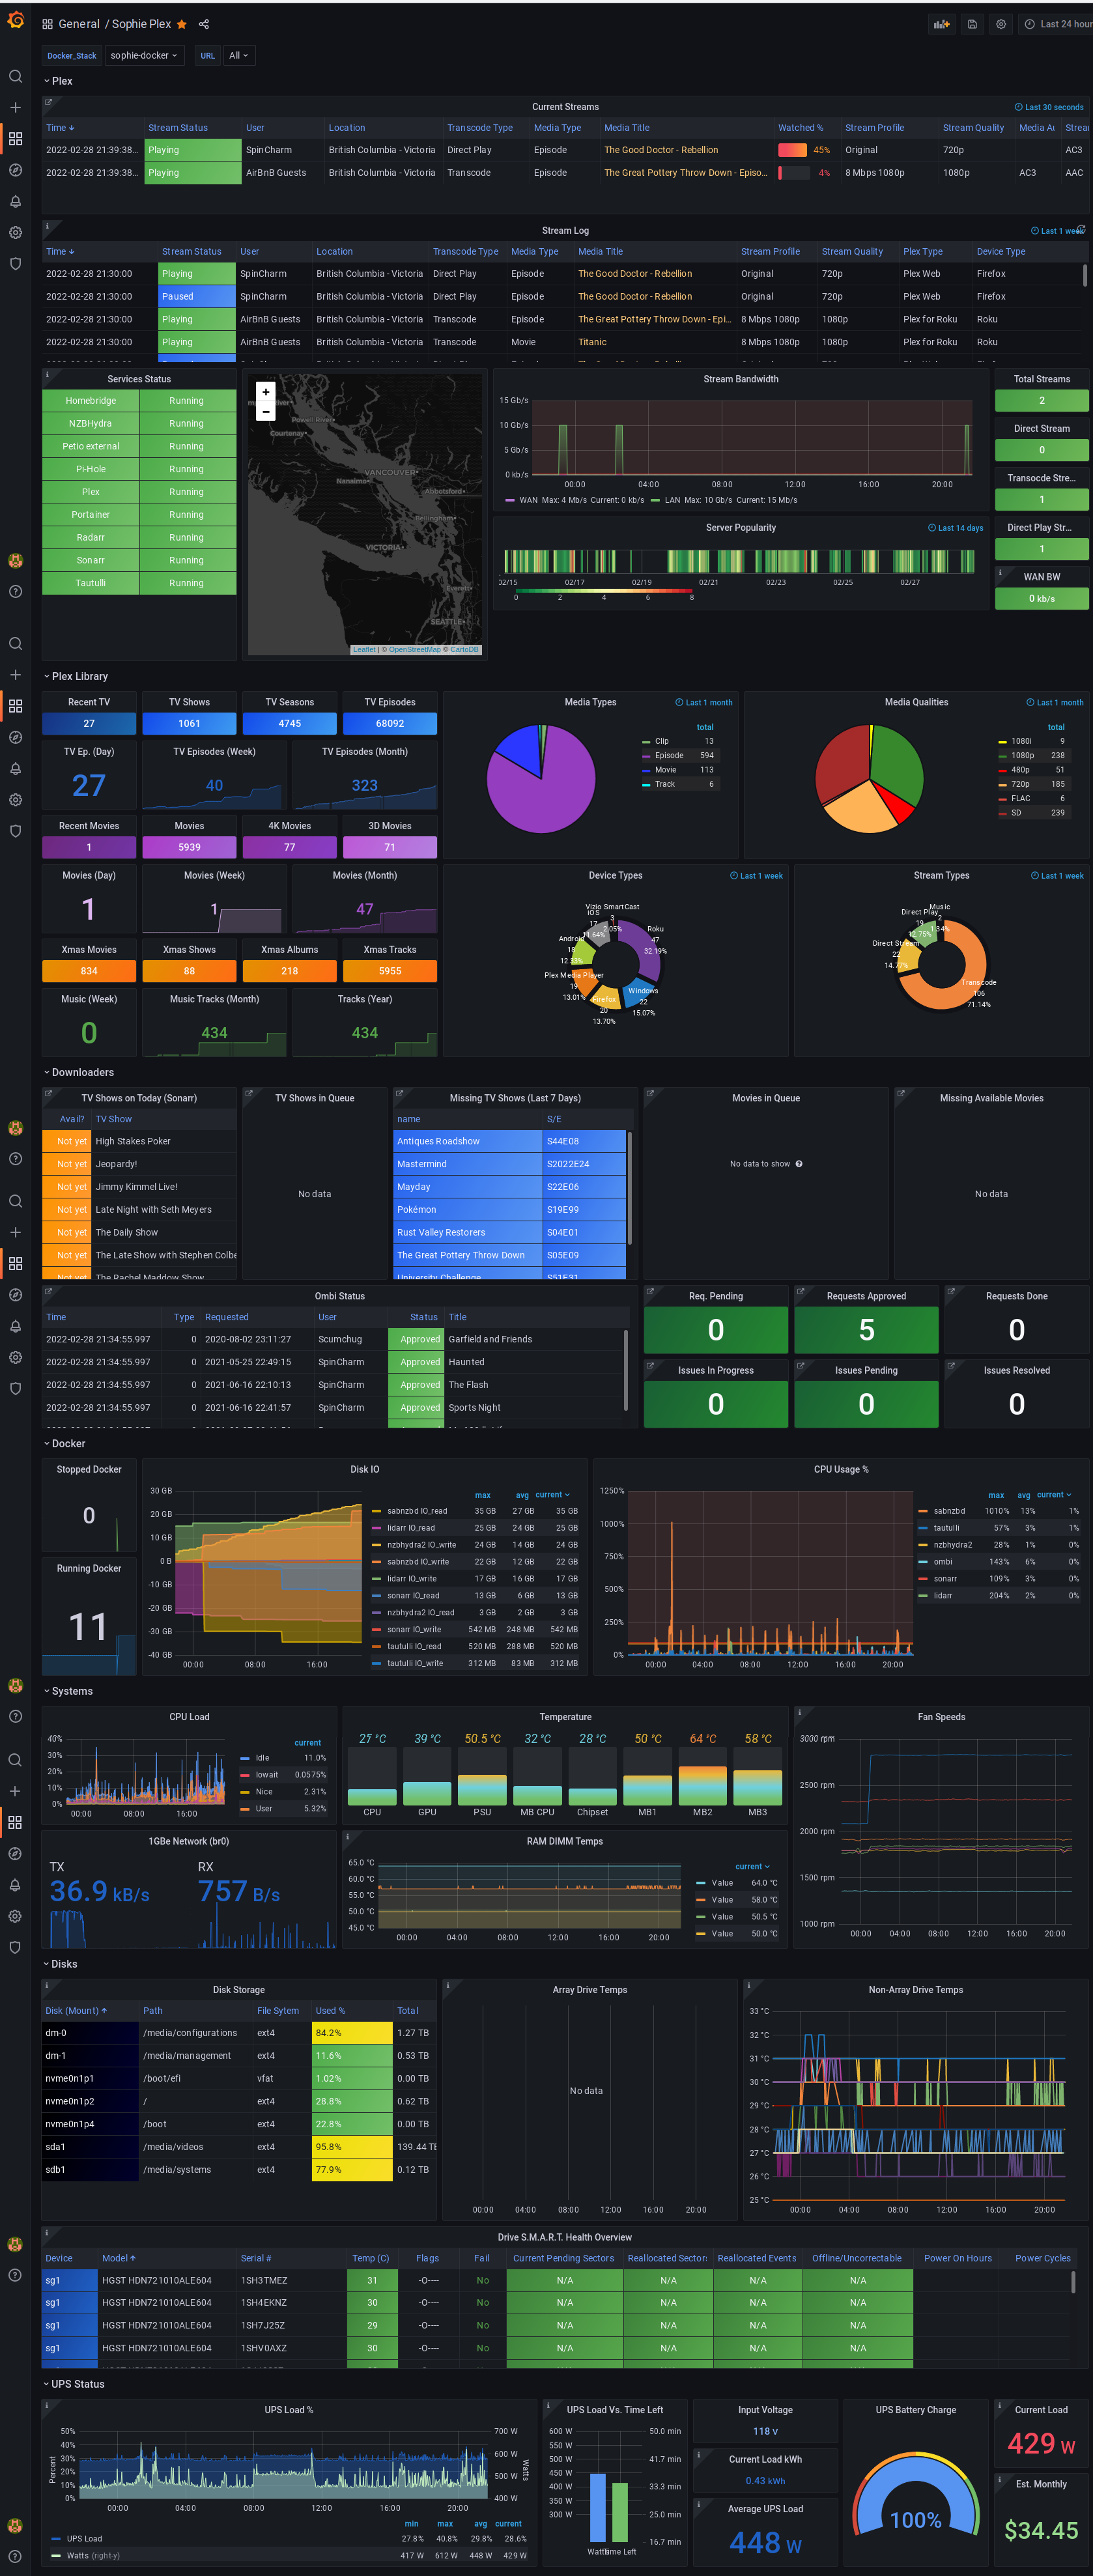 General / Sophie Plex
Last 24 hour
Docker_Stack sophie-docker URL All
Plex
Current Streams Last 30 seconds
Time Stream Status User Location Transcode Type Media Type Media Title Watched % Stream Profile Stream Quality Media Au Strea
2022-02-28 21:39:38... Playing SpinCharm British Columbia - Victoria Direct Play Episode The Good Doctor - Rebellion 45% Original 720p AC3
2022-02-28 21:39:38... Playing AirBnB Guests British Columbia - Victoria Transcode Episode The Great Pottery Throw Down - Episo... 4% 8 Mbps 1080p 1080p AC3 AAC
Stream Log Last 1 week
Time Stream Status User Location Transcode Type Media Type Media Title Stream Profile Stream Quality Plex Type Device Type
2022-02-28 21:30:00 Playing SpinCharm British Columbia - Victoria Direct Play Episode The Good Doctor - Rebellion Original 720p Plex Web Firefox
2022-02-28 21:30:00 Paused SpinCharm British Columbia - Victoria Direct Play Episode The Good Doctor - Rebellion Original 720p Plex Web Firefox
2022-02-28 21:30:00 Playing AirBnB Guests British Columbia - Victoria Transcode Episode The Great Pottery Throw Down - Epi... 8 Mbps 1080p 1080p Plex for Roku Roku
2022-02-28 21:30:00 Playing AirBnB Guests British Columbia - Victoria Transcode Movie Titanic 8 Mbps 1080p 1080p Plex for Roku Roku
Services Status
Homebridge Running
NZBHydra Running
Petio external Running
Pi-Hole Running
Plex Running
Portainer Running
Radarr Running
Sonarr Running
Tautulli Running
+
−
Powell River
Courtenay
VANCOUVER
Nanaimo
Abbotsford
Bellingham
VICTORIA
Everett
SEATTLE
Leaflet | © OpenStreetMap © CartoDB
Stream Bandwidth
15 Gb/s
10 Gb/s
5 Gb/s
0 kb/s
00:00 04:00 08:00 12:00 16:00 20:00
WAN Max: 4 Mb/s Current: 0 kb/s LAN Max: 10 Gb/s Current: 15 Mb/s
Server Popularity Last 14 days
02/15 02/17 02/19 02/21 02/23 02/25 02/27
0 2 4 6 8
Total Streams
2
Direct Stream
0
Transocde Stre...
1
Direct Play Str...
1
WAN BW
0 kb/s
Plex Library
Recent TV TV Shows TV Seasons TV Episodes
27 1061 4745 68092
TV Ep. (Day) TV Episodes (Week) TV Episodes (Month)
27 40 323
Recent Movies Movies 4K Movies 3D Movies
1 5939 77 71
Movies (Day) Movies (Week) Movies (Month)
1 1 47
Xmas Movies Xmas Shows Xmas Albums Xmas Tracks
834 88 218 5955
Music (Week) Music Tracks (Month) Tracks (Year)
0 434 434
Media Types Last 1 month
total
Clip 13
Episode 594
Movie 113
Track 6
Media Qualities Last 1 month
total
1080i 9
1080p 238
480p 51
720p 185
FLAC 6
SD 239
Device Types Last 1 week
Vizio SmartCast
3
2.05%
iOS
17
11.64%
Roku
47
32.19%
Android
18
12.33%
Plex Media Player
19
13.01%
Firefox
20
13.70%
Windows
22
15.07%
Stream Types Last 1 week
Music
2
1.34%
Direct Play
19
12.75%
Direct Stream
22
14.77%
Transcode
106
71.14%
Downloaders
TV Shows on Today (Sonarr)
Avail? TV Show
Not yet High Stakes Poker
Not yet Jeopardy!
Not yet Jimmy Kimmel Live!
Not yet Late Night with Seth Meyers
Not yet The Daily Show
Not yet The Late Show with Stephen Colbe
Not yet The Rachel Maddow Show
TV Shows in Queue
No data
Missing TV Shows (Last 7 Days)
name S/E
Antiques Roadshow S44E08
Mastermind S2022E24
Mayday S22E06
Pokémon S19E99
Rust Valley Restorers S04E01
The Great Pottery Throw Down S05E09
University Challenge S51E31
Movies in Queue
No data to show
Missing Available Movies
No data
Ombi Status
Time Type Requested User Status Title
2022-02-28 21:34:55.997 0 2020-08-02 23:11:27 Scumchug Approved Garfield and Friends
2022-02-28 21:34:55.997 0 2021-05-25 22:49:15 SpinCharm Approved Haunted
2022-02-28 21:34:55.997 0 2021-06-16 22:10:13 SpinCharm Approved The Flash
2022-02-28 21:34:55.997 0 2021-06-16 22:41:57 SpinCharm Approved Sports Night
Req. Pending Requests Approved Requests Done
0 5 0
Issues In Progress Issues Pending Issues Resolved
0 0 0
Docker
Stopped Docker
0
Running Docker
11
Disk IO
30 GB
20 GB
10 GB
0 B
-10 GB
-20 GB
-30 GB
-40 GB
00:00 08:00 16:00
max avg current
sabnzbd IO_read 35 GB 27 GB 35 GB
lidarr IO_read 25 GB 24 GB 25 GB
nzbhydra2 IO_write 24 GB 14 GB 24 GB
sabnzbd IO_write 22 GB 12 GB 22 GB
lidarr IO_write 17 GB 16 GB 17 GB
sonarr IO_read 13 GB 6 GB 13 GB
nzbhydra2 IO_read 3 GB 2 GB 3 GB
sonarr IO_write 542 MB 248 MB 542 MB
tautulli IO_read 520 MB 288 MB 520 MB
tautulli IO_write 312 MB 83 MB 312 MB
CPU Usage %
1250%
1000%
750%
500%
250%
0%
00:00 04:00 08:00 12:00 16:00 20:00
max avg current
sabnzbd 1010% 13% 1%
tautulli 57% 3% 1%
nzbhydra2 28% 1% 0%
ombi 143% 6% 0%
sonarr 109% 3% 0%
lidarr 204% 2% 0%
Systems
CPU Load
40%
30%
20%
10%
0%
00:00 08:00 16:00
current
Idle 11.0%
Iowait 0.0575%
Nice 2.31%
User 5.32%
Temperature
27 °C 39 °C 50.5 °C 32 °C 28 °C 50 °C 64 °C 58 °C
CPU GPU PSU MB CPU Chipset MB1 MB2 MB3
Fan Speeds
3000 rpm
2500 rpm
2000 rpm
1500 rpm
1000 rpm
00:00 04:00 08:00 12:00 16:00 20:00
1GBe Network (br0)
TX RX
36.9 kB/s 757 B/s
RAM DIMM Temps
65.0 °C
60.0 °C
55.0 °C
50.0 °C
45.0 °C
00:00 04:00 08:00 12:00 16:00 20:00
current
Value 64.0 °C
Value 58.0 °C
Value 50.5 °C
Value 50.0 °C
Disks
Disk Storage
Disk (Mount) Path File Sytem Used % Total
dm-0 /media/configurations ext4 84.2% 1.27 TB
dm-1 /media/management ext4 11.6% 0.53 TB
nvme0n1p1 /boot/efi vfat 1.02% 0.00 TB
nvme0n1p2 / ext4 28.8% 0.62 TB
nvme0n1p4 /boot ext4 22.8% 0.00 TB
sda1 /media/videos ext4 95.8% 139.44 TB
sdb1 /media/systems ext4 77.9% 0.12 TB
Array Drive Temps
No data
00:00 04:00 08:00 12:00 16:00 20:00
Non-Array Drive Temps
33 °C
32 °C
31 °C
30 °C
29 °C
28 °C
27 °C
26 °C
25 °C
00:00 04:00 08:00 12:00 16:00 20:00
Drive S.M.A.R.T. Health Overview
Device Model Serial # Temp (C) Flags Fail Current Pending Sectors Reallocated Sectors Reallocated Events Offline/Uncorrectable Power On Hours Power Cycles
sg1 HGST HDN721010ALE604 1SH3TMEZ 31 -O---- No N/A N/A N/A N/A
sg1 HGST HDN721010ALE604 1SH4EKNZ 30 -O---- No N/A N/A N/A N/A
sg1 HGST HDN721010ALE604 1SH7J25Z 29 -O---- No N/A N/A N/A N/A
sg1 HGST HDN721010ALE604 1SHV0AXZ 30 -O---- No N/A N/A N/A N/A
UPS Status
UPS Load %
50%
40%
30%
20%
10%
0%
Percent
700 W
600 W
500 W
400 W
Watts
00:00 04:00 08:00 12:00 16:00 20:00
min max avg current
UPS Load 27.8% 40.8% 29.8% 28.6%
Watts (right-y) 417 W 612 W 448 W 429 W
UPS Load Vs. Time Left
600 W
550 W
500 W
450 W
400 W
350 W
300 W
50.0 min
41.7 min
33.3 min
25.0 min
16.7 min
Watts Time Left
Input Voltage
118 V
Current Load kWh
0.43 kWh
Average UPS Load
448 W
UPS Battery Charge
100%
Current Load
429 W
Est. Monthly
$34.45